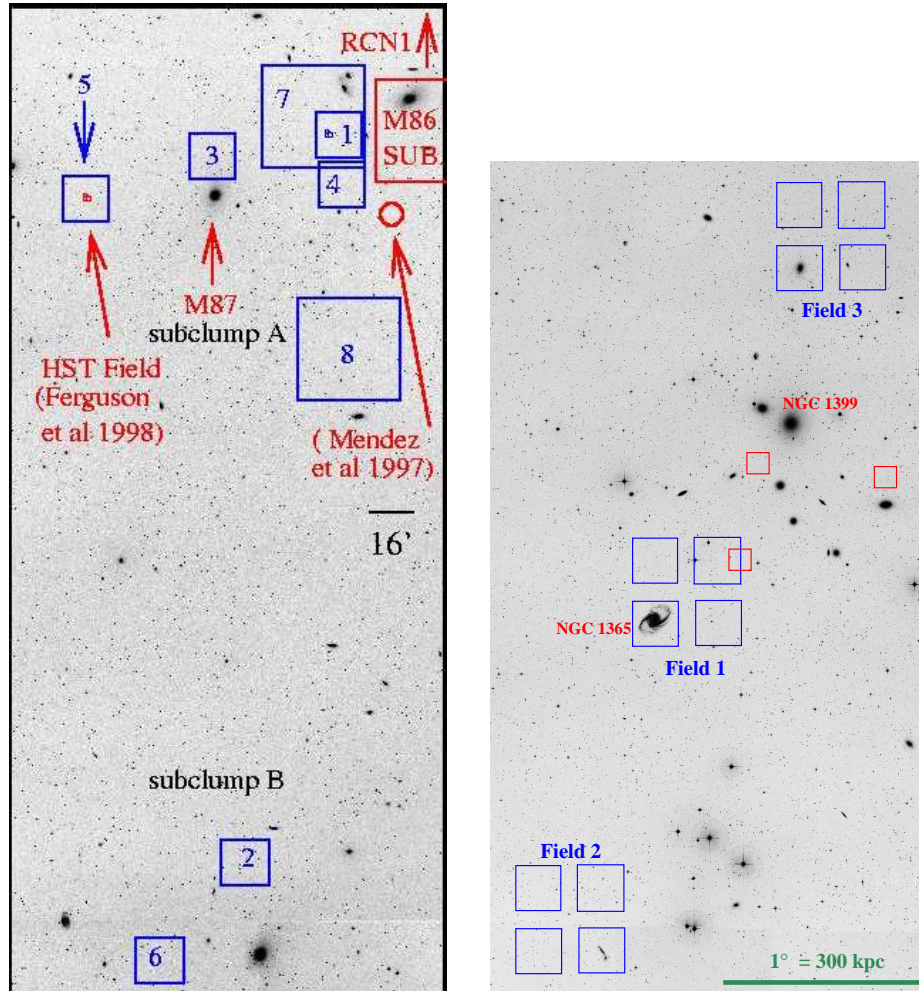 RCN1
5
7
M86
1
SUB.
3
4
M87
subclump A
8
HST Field
(Ferguson
et al 1998)
( Mendez
et al 1997)
16'
subclump B
2
6
Field 3
NGC 1399
NGC 1365
Field 1
Field 2
1° = 300 kpc